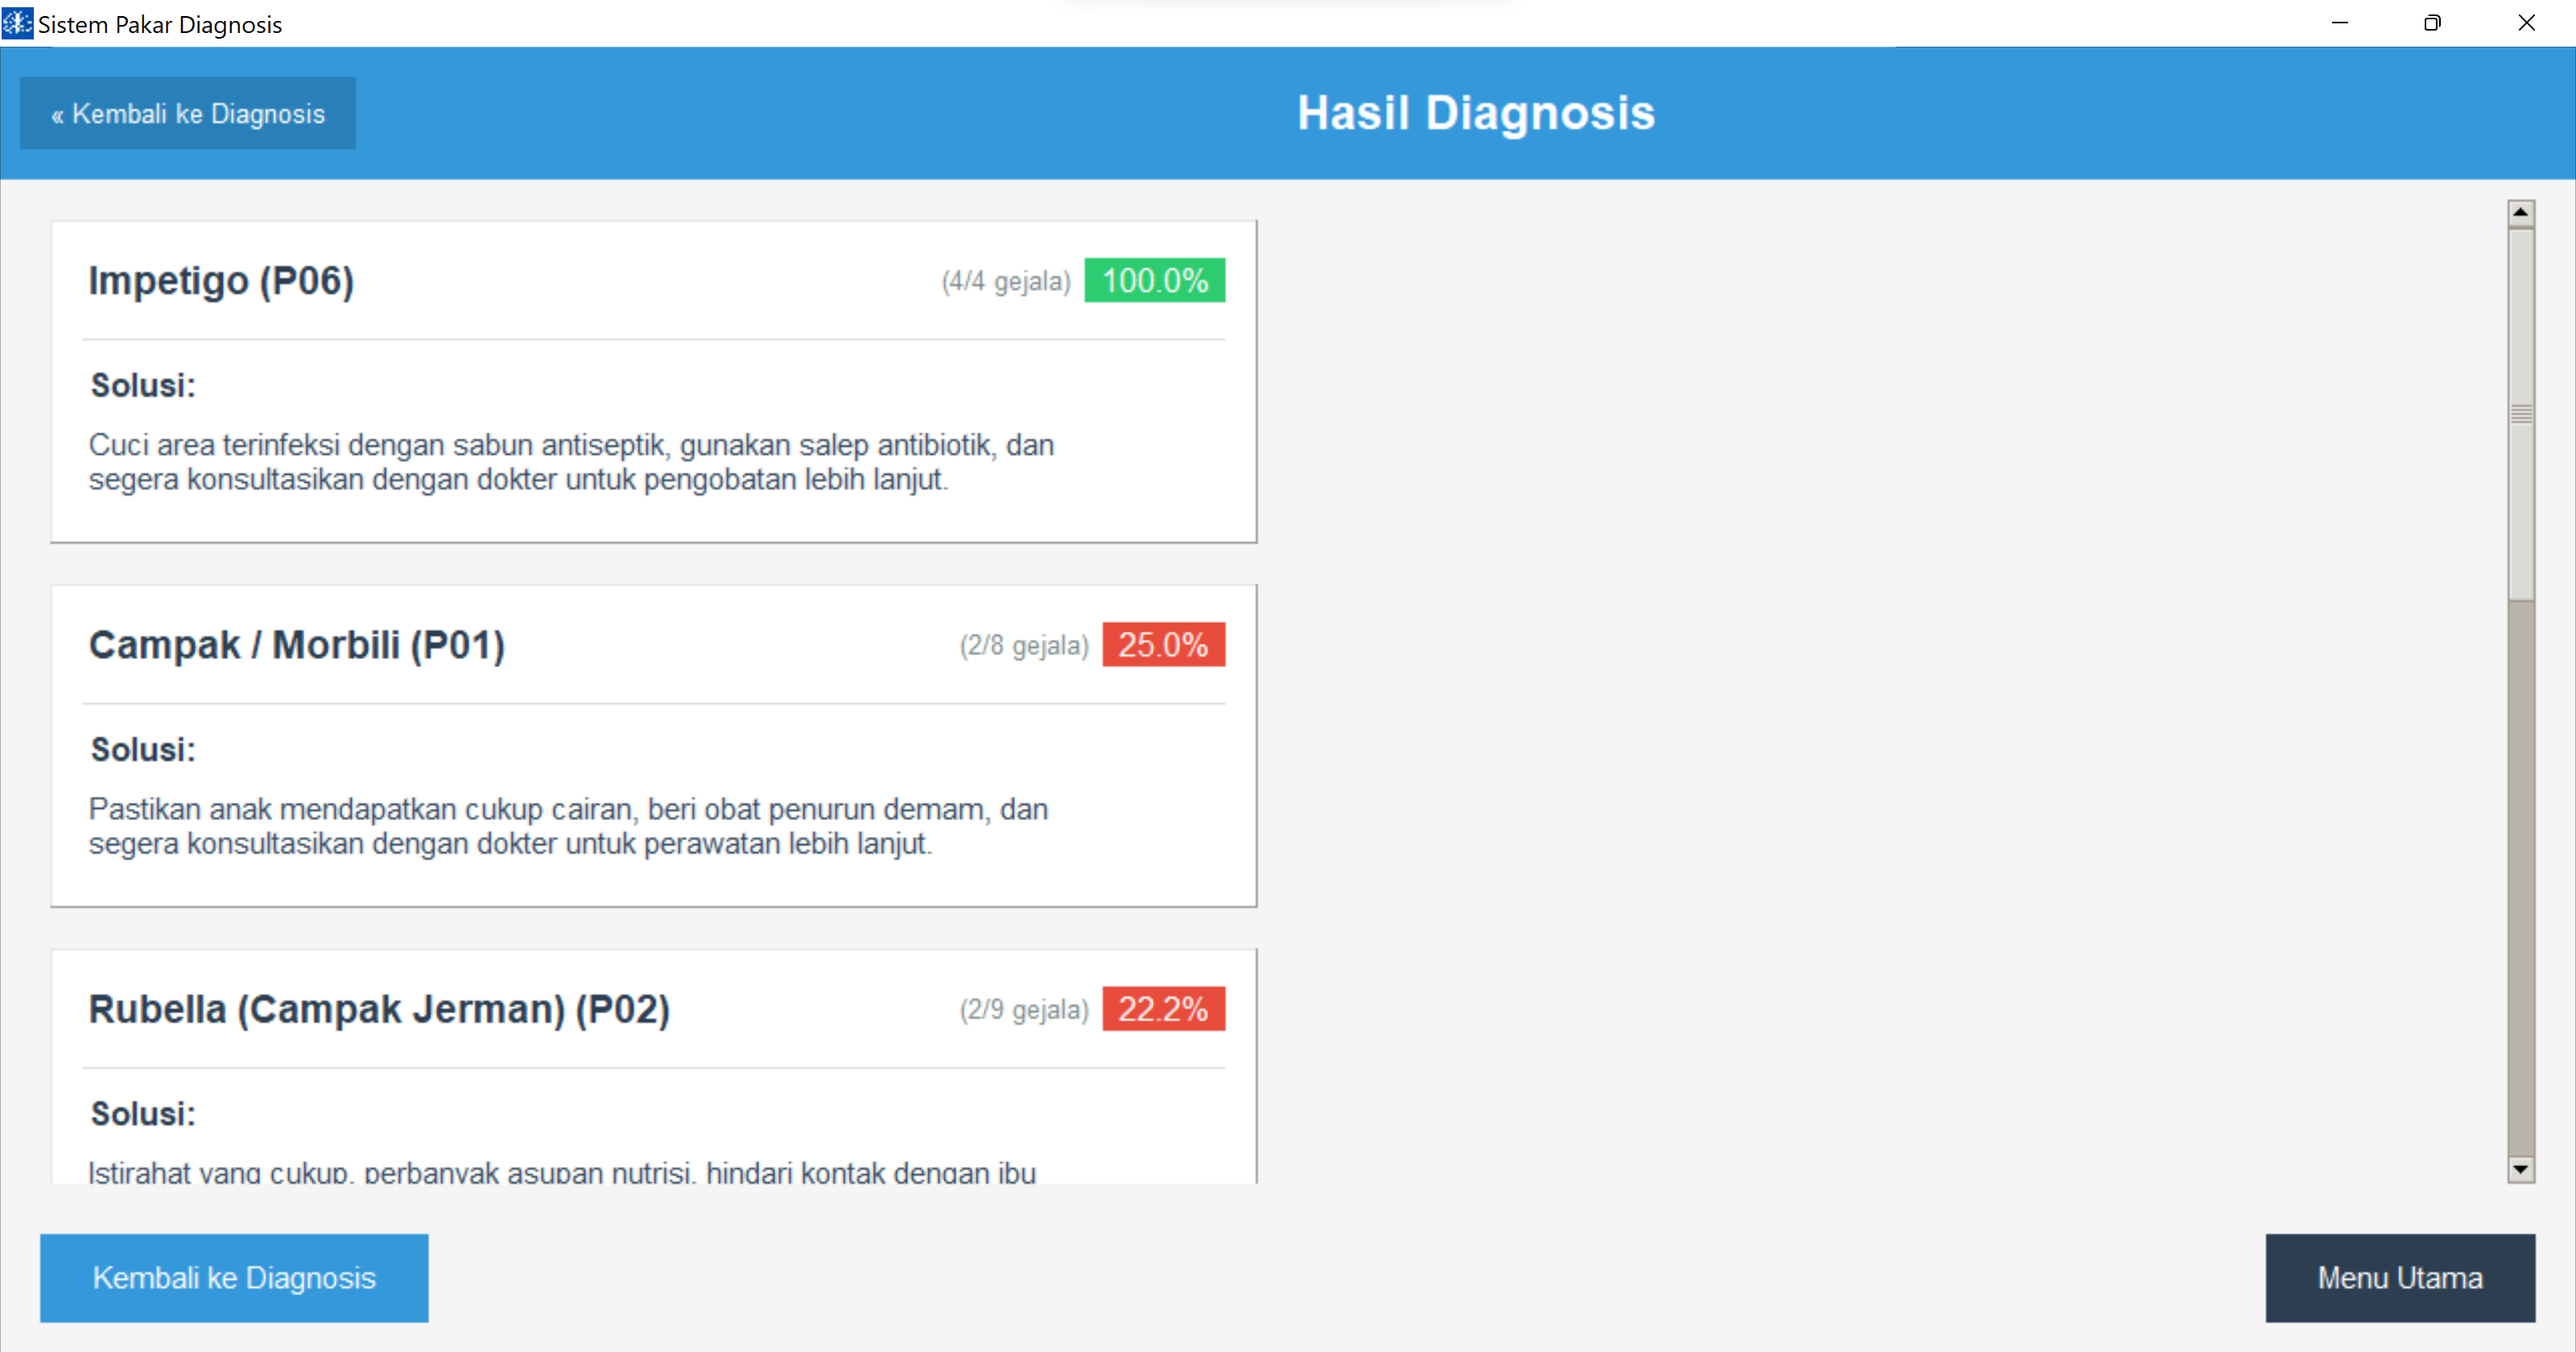 Sistem Pakar Diagnosis
« Kembali ke Diagnosis
Hasil Diagnosis
Impetigo (P06)
(4/4 gejala) 100.0%
Solusi:
Cuci area terinfeksi dengan sabun antiseptik, gunakan salep antibiotik, dan
segera konsultasikan dengan dokter untuk pengobatan lebih lanjut.
Campak / Morbili (P01)
(2/8 gejala) 25.0%
Solusi:
Pastikan anak mendapatkan cukup cairan, beri obat penurun demam, dan
segera konsultasikan dengan dokter untuk perawatan lebih lanjut.
Rubella (Campak Jerman) (P02)
(2/9 gejala) 22.2%
Solusi:
Istirahat yang cukup, perbanyak asupan nutrisi, hindari kontak dengan ibu
Kembali ke Diagnosis
Menu Utama